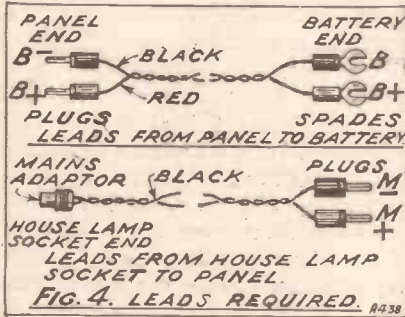 PANEL END
BATTERY END
B-
BLACK
B
B+
RED
B+
PLUGS
SPADES
LEADS FROM PANEL TO BATTERY
MAINS ADAPTOR
BLACK
PLUGS
M -
M +
HOUSE LAMP SOCKET END
LEADS FROM HOUSE LAMP
SOCKET TO PANEL.
FIG. 4. LEADS REQUIRED.
A438